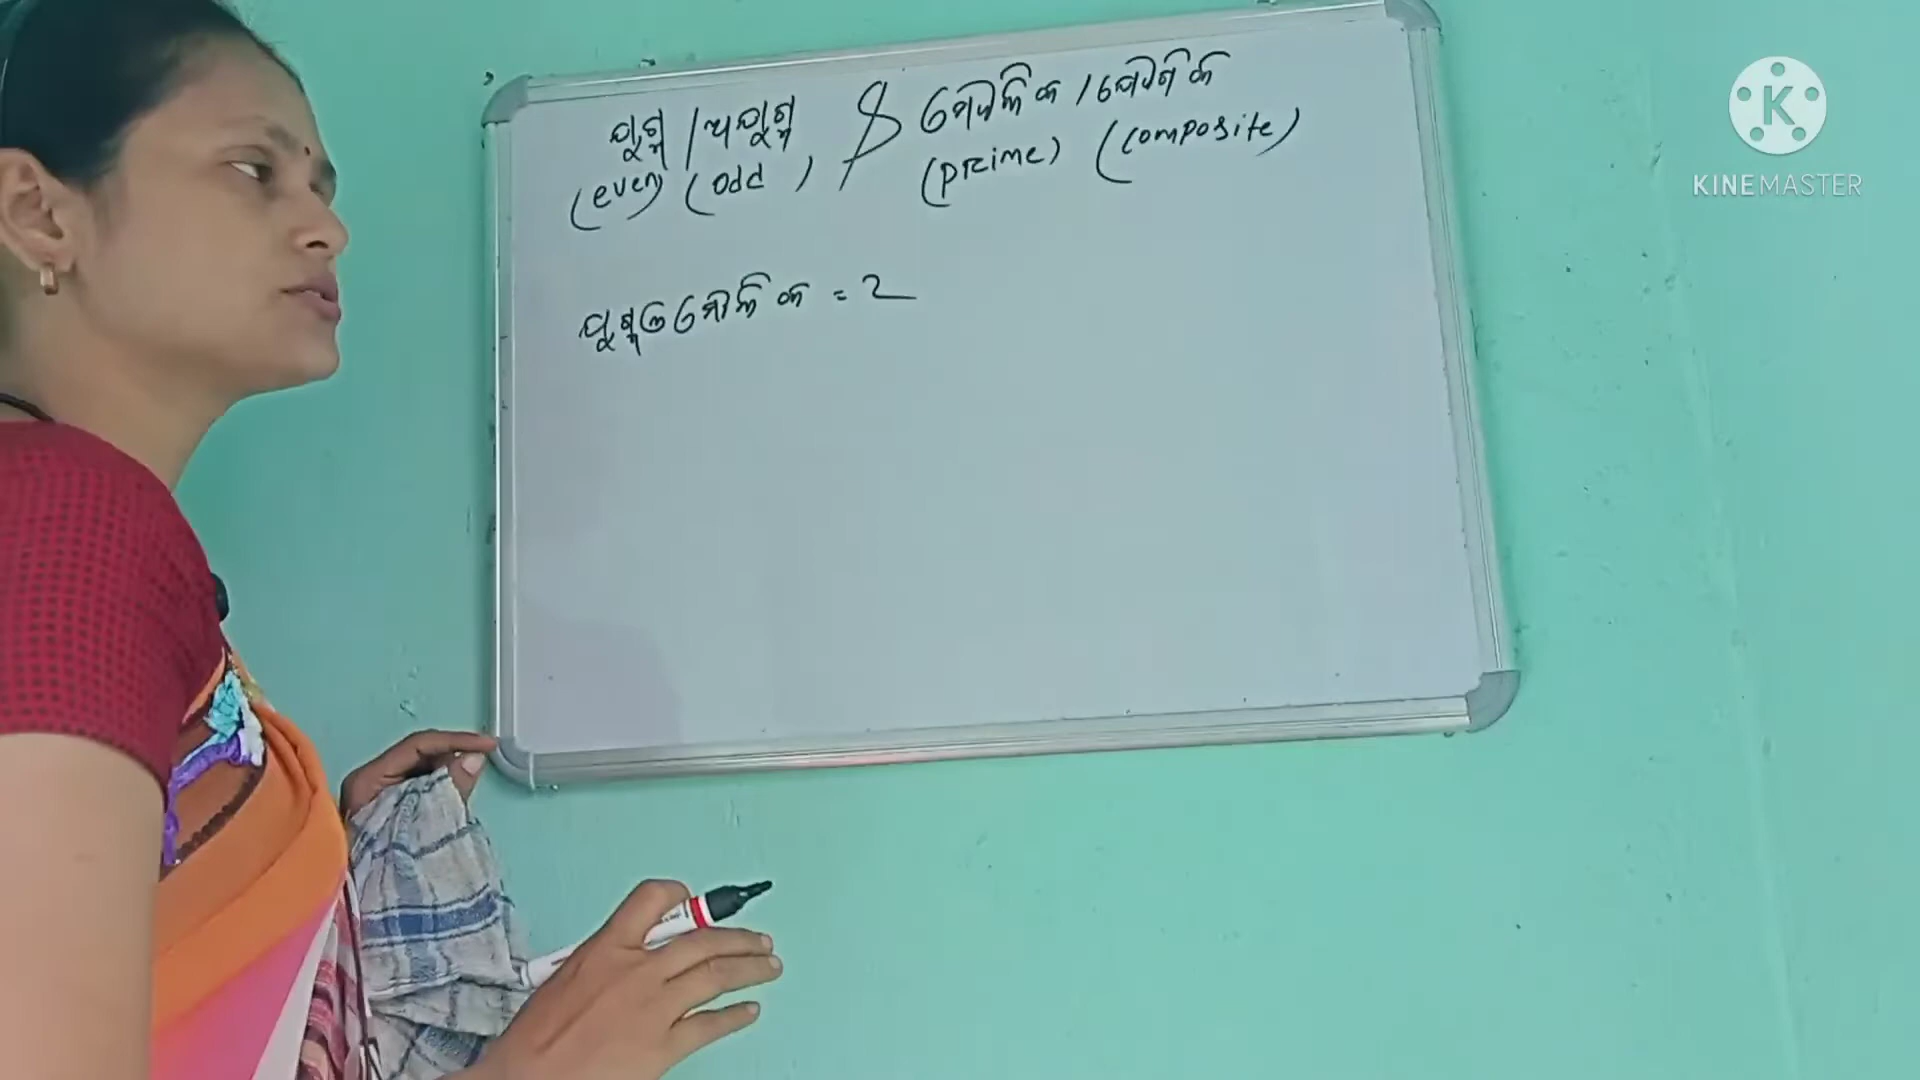 ଯୁଗ୍ମ / ଅଯୁଗ୍ମ & ମୌଳିକ / ଯୌଗିକ
(even) (odd) (prime) (composite)
ଯୁଗ୍ମ ମୌଳିକ = 2
KINEMASTER